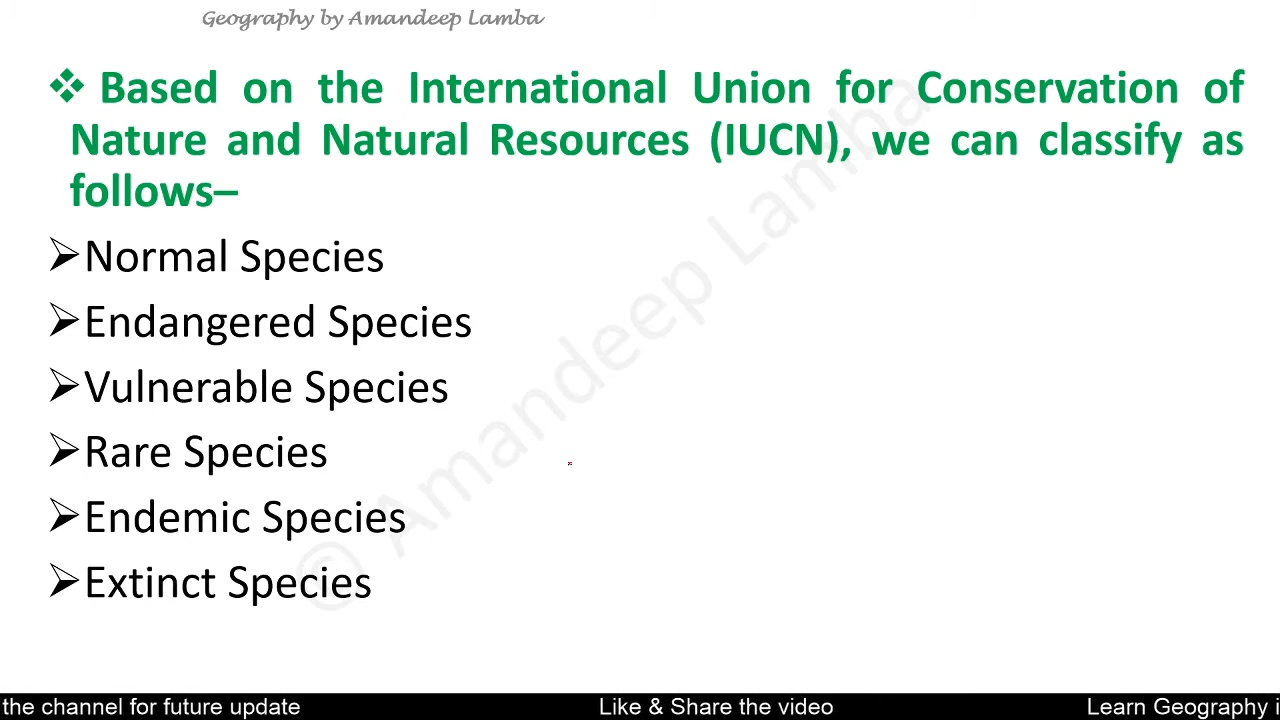 Geography by Amandeep Lamba
❖ Based on the International Union for Conservation of
Nature and Natural Resources (IUCN), we can classify as
follows–
➢Normal Species
➢Endangered Species
➢Vulnerable Species
➢Rare Species
➢Endemic Species
➢Extinct Species
© Amandeep Lamba
the channel for future update Like & Share the video Learn Geography i